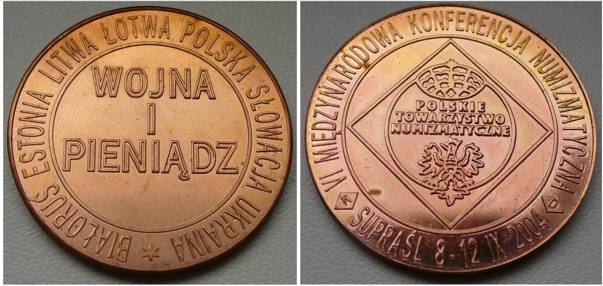 BIAŁORUŚ ESTONIA LITWA ŁOTWA POLSKA SŁOWACJA UKRAINA
WOJNA
I
PIENIĄDZ
VI MIĘDZYNARODOWA KONFERENCJA NUMIZMATYCZNA
POLSKIE
TOWARZYSTWO
NUMIZMATYCZNE
SUPRAŚL 8-12 IX 2004